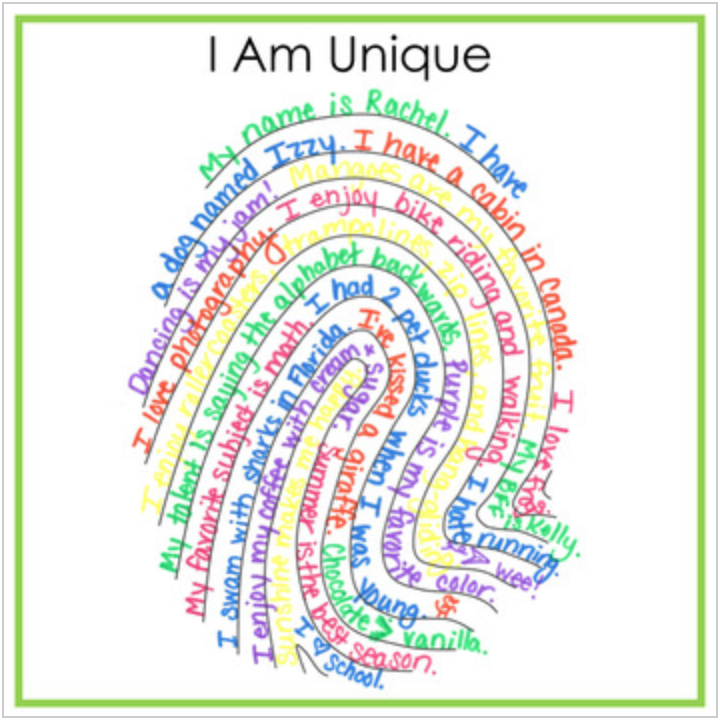 I Am Unique
My name is Rachel. I have
a dog named Izzy. I have a cabin in Canada. I love
Dancing is my jam! Mangoes are my favorite fruit. My BFF is Kelly.
I love photography. I enjoy bike riding and walking. I hate running.
I enjoy roller coasters, trampolines, zip lines and paragliding wee!
My talent is saying the alphabet backwards. Purple is my favorite color.
My favorite subject is math. I had 2 pet ducks when I was young.
I swam with sharks in Florida. I've kissed a giraffe. Chocolate > vanilla.
I enjoy my coffee with cream + sugar. Summer is the best season.
Sunshine makes me happy.
I ♡ school.